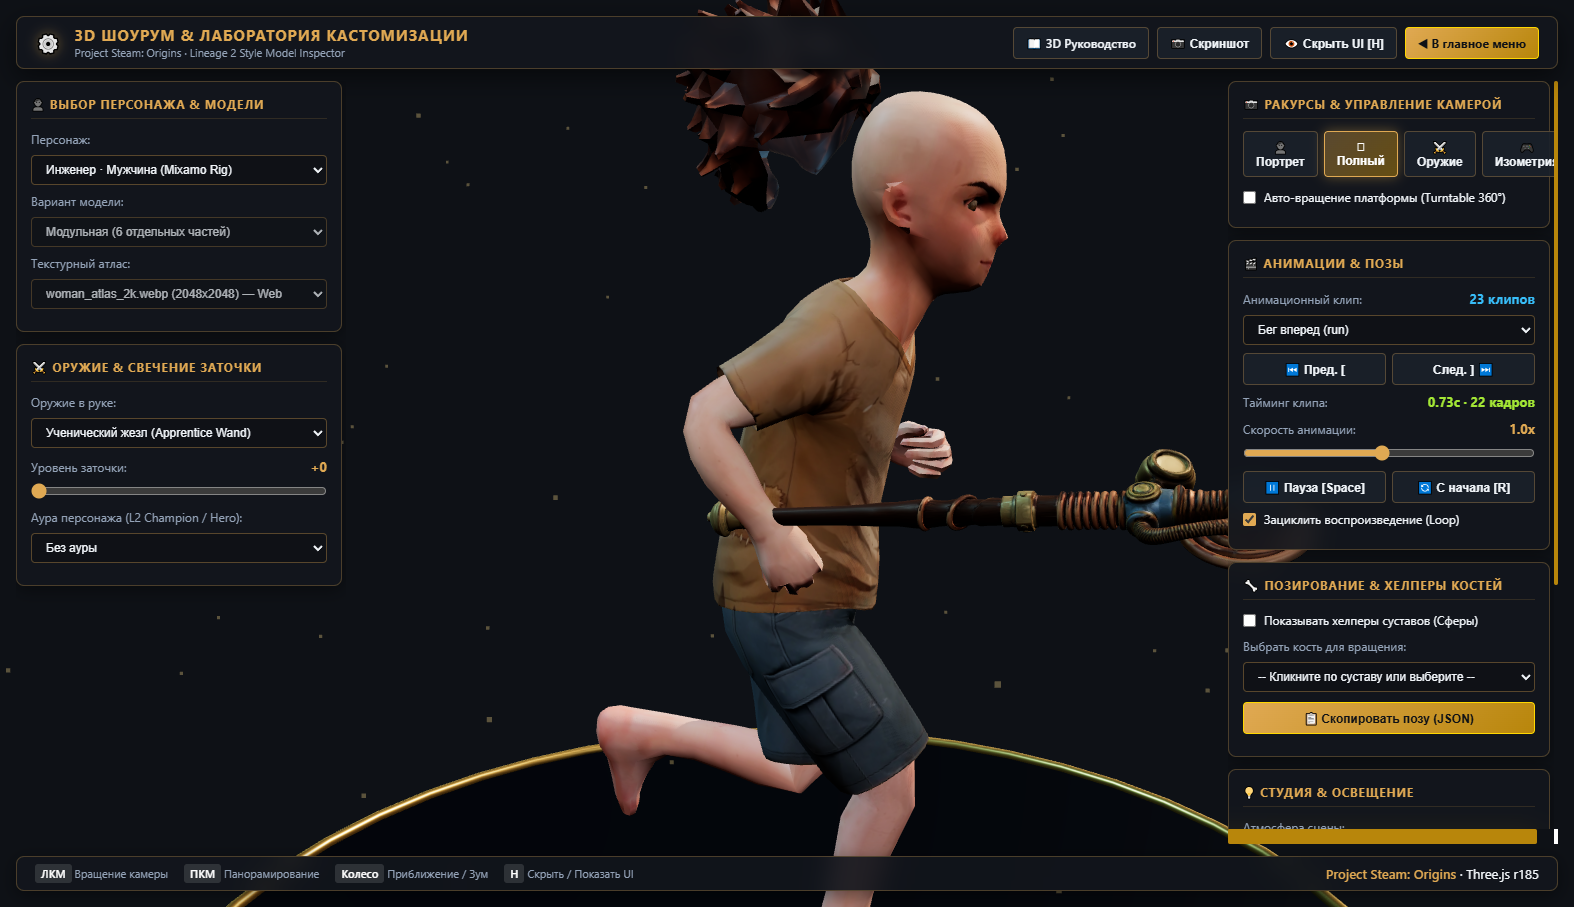 3D ШОУРУМ & ЛАБОРАТОРИЯ КАСТОМИЗАЦИИ
Project Steam: Origins · Lineage 2 Style Model Inspector
3D Руководство
Скриншот
Скрыть UI [H]
◀ В главное меню
ВЫБОР ПЕРСОНАЖА & МОДЕЛИ
Персонаж:
Инженер - Мужчина (Mixamo Rig)
Вариант модели:
Модульная (6 отдельных частей)
Текстурный атлас:
woman_atlas_2k.webp (2048x2048) — Web
ОРУЖИЕ & СВЕЧЕНИЕ ЗАТОЧКИ
Оружие в руке:
Ученический жезл (Apprentice Wand)
Уровень заточки:
+0
Аура персонажа (L2 Champion / Hero):
Без ауры
РАКУРСЫ & УПРАВЛЕНИЕ КАМЕРОЙ
Портрет
Полный
Оружие
Изометрия
Авто-вращение платформы (Turntable 360°)
АНИМАЦИИ & ПОЗЫ
Анимационный клип:
23 клипов
Бег вперед (run)
Пред. [
След. ]
Тайминг клипа:
0.73с · 22 кадров
Скорость анимации:
1.0x
Пауза [Space]
С начала [R]
Зациклить воспроизведение (Loop)
ПОЗИРОВАНИЕ & ХЕЛПЕРЫ КОСТЕЙ
Показывать хелперы суставов (Сферы)
Выбрать кость для вращения:
-- Кликните по суставу или выберите --
Скопировать позу (JSON)
СТУДИЯ & ОСВЕЩЕНИЕ
Атмосфера сцены:
ЛКМ Вращение камеры
ПКМ Панорамирование
Колесо Приближение / Зум
H Скрыть / Показать UI
Project Steam: Origins · Three.js r185